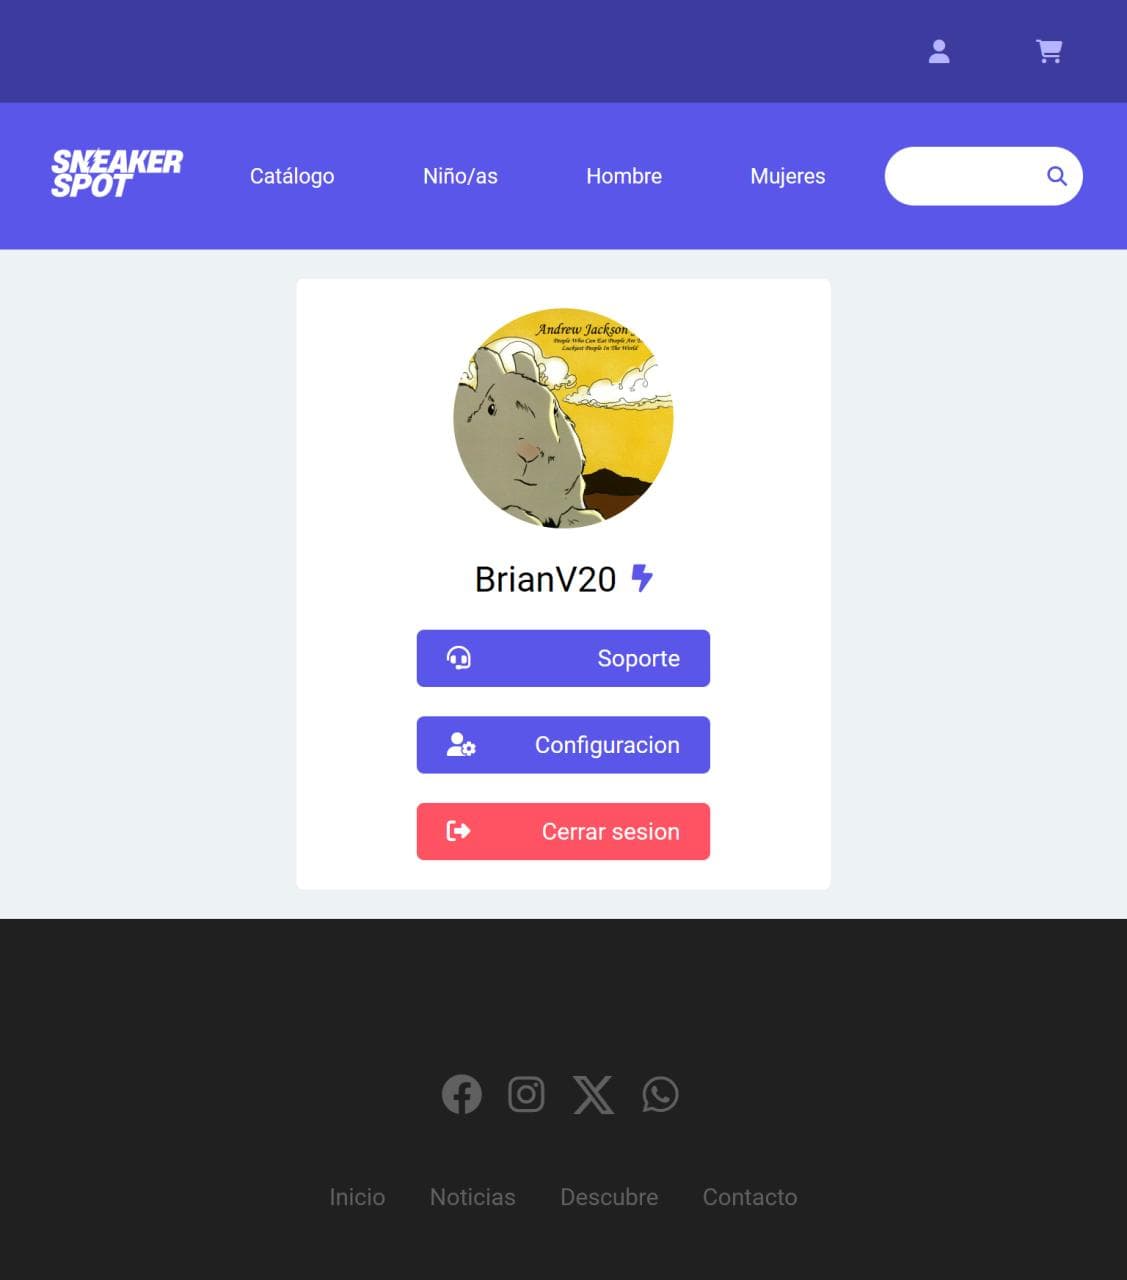 SNEAKER
SPOT
Catálogo
Niño/as
Hombre
Mujeres
Andrew Jackson
People Who Can Eat People Are
Luckiest People In The World
BrianV20
Soporte
Configuracion
Cerrar sesion
Inicio
Noticias
Descubre
Contacto